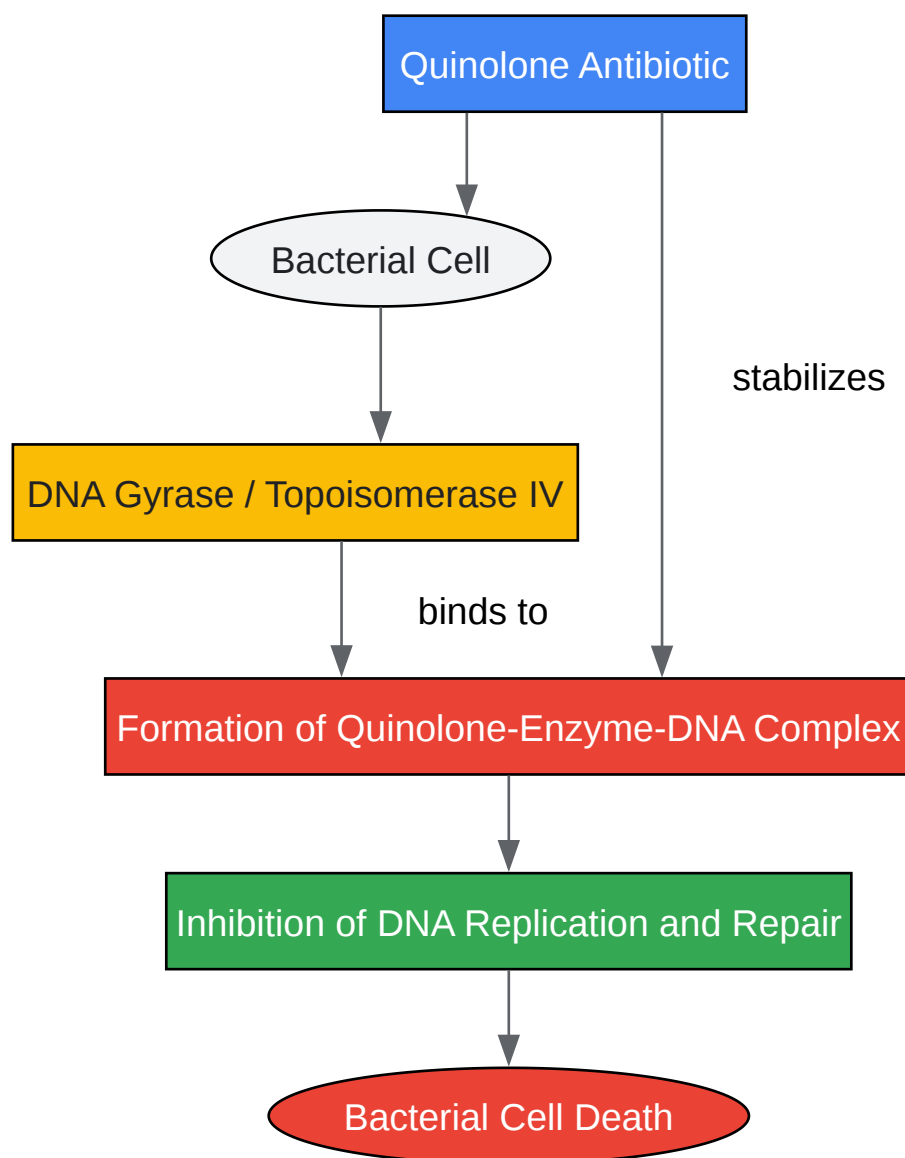 Quinolone Antibiotic
Bacterial Cell
stabilizes
DNA Gyrase / Topoisomerase IV
binds to
Formation of Quinolone-Enzyme-DNA Complex
Inhibition of DNA Replication and Repair
Bacterial Cell Death